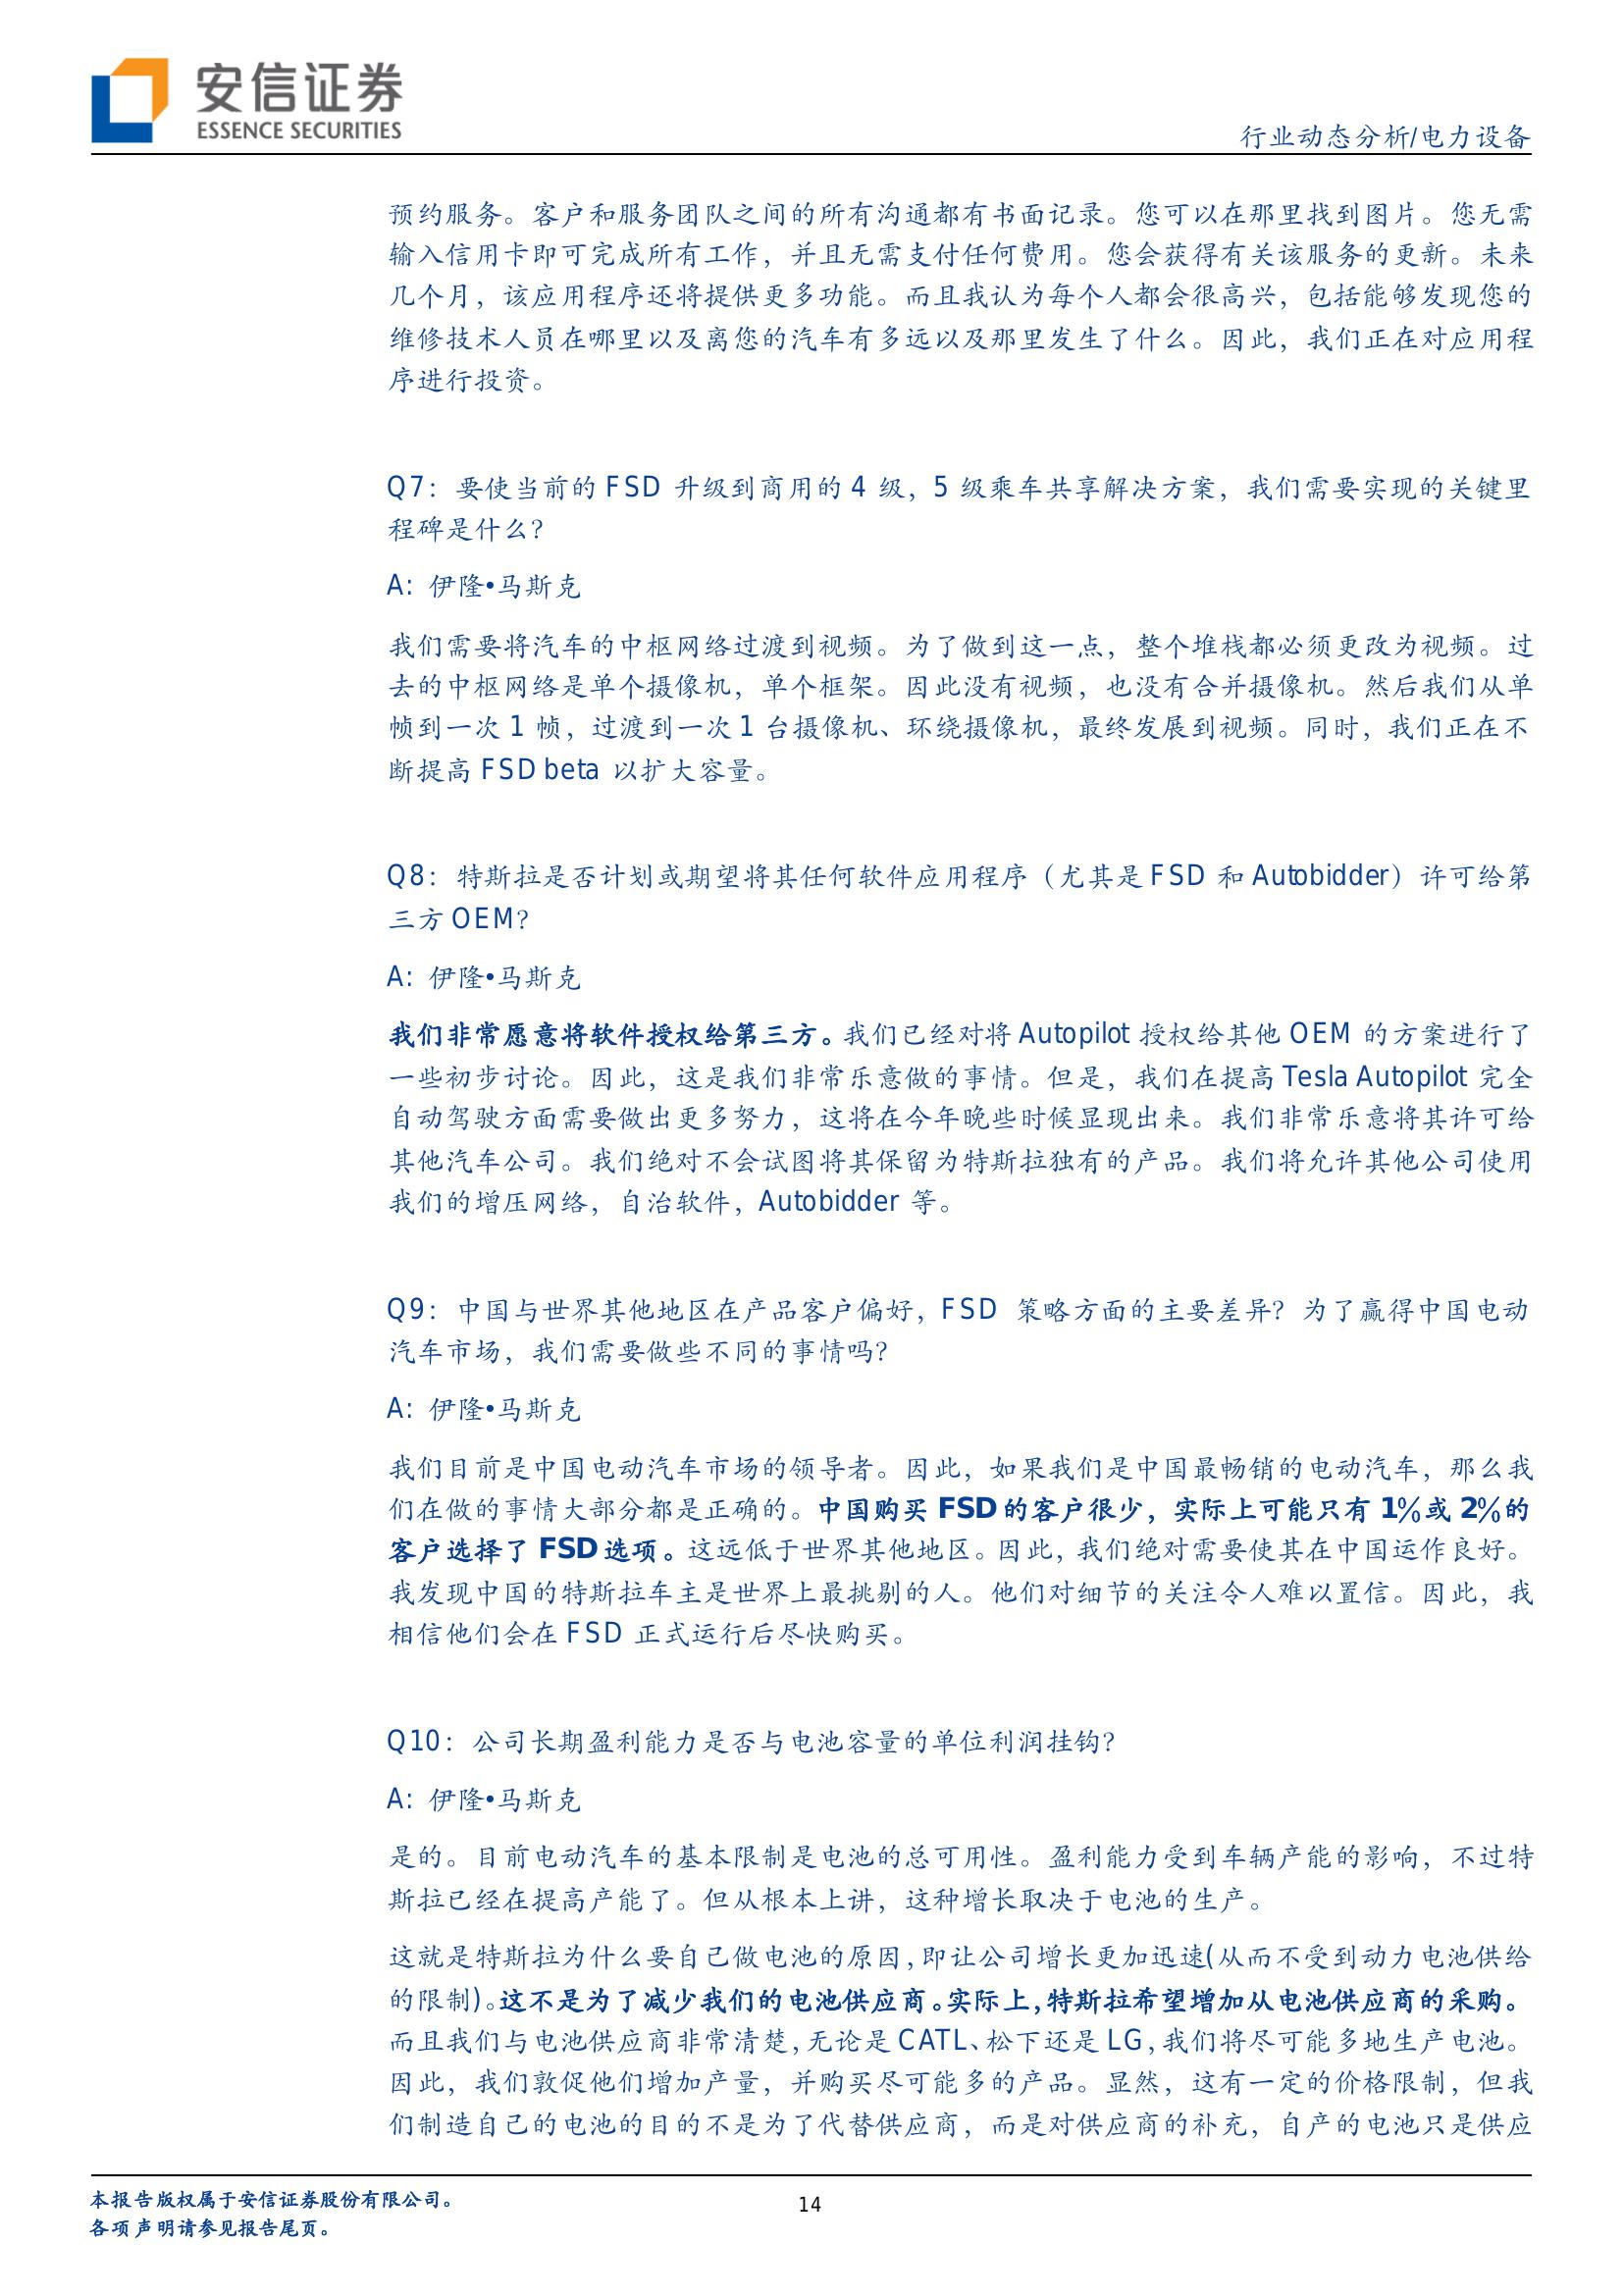 安信证券
ESSENCE SECURITIES
行业动态分析/电力设备
预约服务。客户和服务团队之间的所有沟通都有书面记录。您可以在那里找到图片。您无需
输入信用卡即可完成所有工作，并且无需支付任何费用。您会获得有关该服务的更新。未来
几个月，该应用程序还将提供更多功能。而且我认为每个人都会很高兴，包括能够发现您的
维修技术人员在哪里以及离您的汽车有多远以及那里发生了什么。因此，我们正在对应用程
序进行投资。
Q7：要使当前的 FSD 升级到商用的 4 级，5 级乘车共享解决方案，我们需要实现的关键里
程碑是什么？
A: 伊隆•马斯克
我们需要将汽车的中枢网络过渡到视频。为了做到这一点，整个堆栈都必须更改为视频。过
去的中枢网络是单个摄像机，单个框架。因此没有视频，也没有合并摄像机。然后我们从单
帧到一次 1 帧，过渡到一次 1 台摄像机、环绕摄像机，最终发展到视频。同时，我们正在不
断提高 FSD beta 以扩大容量。
Q8：特斯拉是否计划或期望将其任何软件应用程序（尤其是 FSD 和 Autobidder）许可给第
三方 OEM？
A: 伊隆•马斯克
我们非常愿意将软件授权给第三方。我们已经对将 Autopilot 授权给其他 OEM 的方案进行了
一些初步讨论。因此，这是我们非常乐意做的事情。但是，我们在提高 Tesla Autopilot 完全
自动驾驶方面需要做出更多努力，这将在今年晚些时候显现出来。我们非常乐意将其许可给
其他汽车公司。我们绝对不会试图将其保留为特斯拉独有的产品。我们将允许其他公司使用
我们的增压网络，自治软件，Autobidder 等。
Q9：中国与世界其他地区在产品客户偏好，FSD 策略方面的主要差异？为了赢得中国电动
汽车市场，我们需要做些不同的事情吗？
A: 伊隆•马斯克
我们目前是中国电动汽车市场的领导者。因此，如果我们是中国最畅销的电动汽车，那么我
们在做的事情大部分都是正确的。中国购买 FSD 的客户很少，实际上可能只有 1%或 2%的
客户选择了 FSD 选项。这远低于世界其他地区。因此，我们绝对需要使其在中国运作良好。
我发现中国的特斯拉车主是世界上最挑剔的人。他们对细节的关注令人难以置信。因此，我
相信他们会在 FSD 正式运行后尽快购买。
Q10：公司长期盈利能力是否与电池容量的单位利润挂钩？
A: 伊隆•马斯克
是的。目前电动汽车的基本限制是电池的总可用性。盈利能力受到车辆产能的影响，不过特
斯拉已经在提高产能了。但从根本上讲，这种增长取决于电池的生产。
这就是特斯拉为什么要自己做电池的原因，即让公司增长更加迅速(从而不受到动力电池供给
的限制)。这不是为了减少我们的电池供应商。实际上，特斯拉希望增加从电池供应商的采购。
而且我们与电池供应商非常清楚，无论是 CATL、松下还是 LG，我们将尽可能多地生产电池。
因此，我们敦促他们增加产量，并购买尽可能多的产品。显然，这有一定的价格限制，但我
们制造自己的电池的目的不是为了代替供应商，而是对供应商的补充，自产的电池只是供应
本报告版权属于安信证券股份有限公司。
14
各项声明请参见报告尾页。